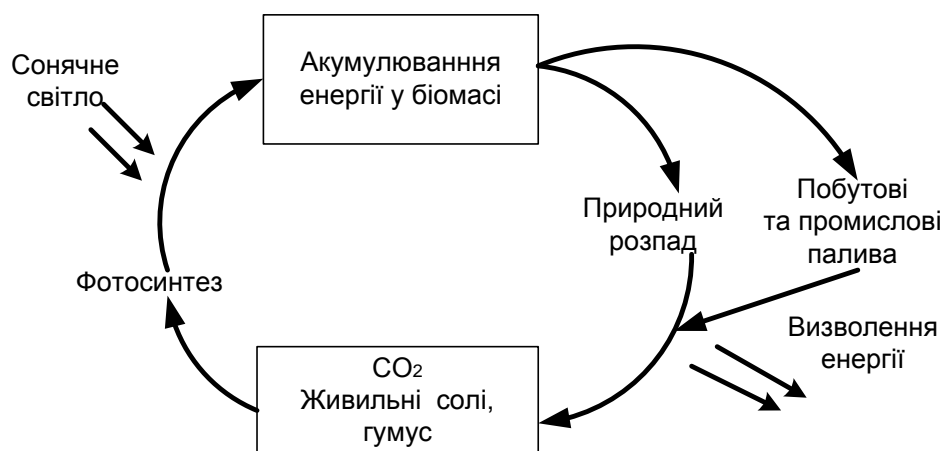 Сонячне
світло
Акумулюванння
енергії у біомасі
Природний
розпад
Побутові
та промислові
палива
Фотосинтез
Визволення
енергії
CO2
Живильні солі,
гумус